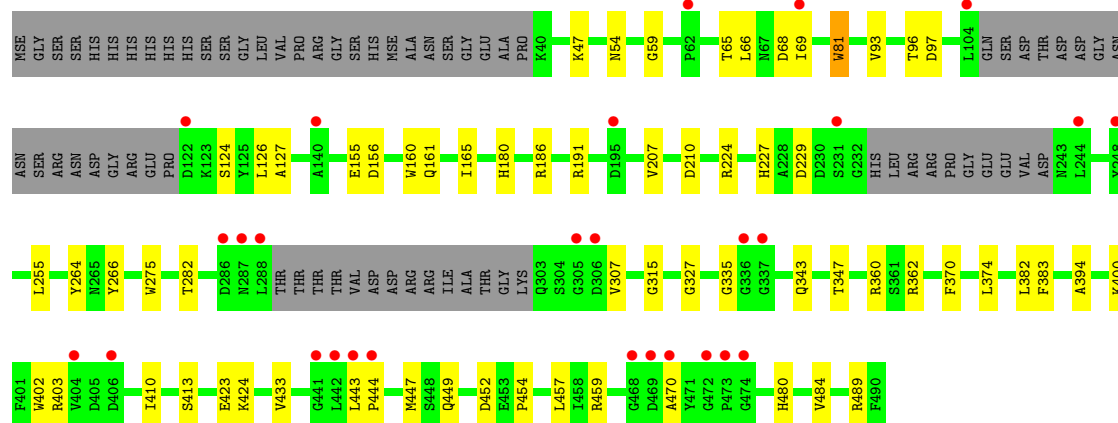 MSE GLY SER SER HIS HIS HIS HIS HIS HIS SER SER GLY LEU VAL PRO ARG GLY SER HIS MSE ALA ASN SER GLY GLU ALA PRO K40 K47 N54 G59 P62 T65 L66 N67 D68 I69 W81 V93 T96 D97 L104 GLN SER ASP THR ASP ASP GLY ASN
ASN SER ARG ASN ASP GLY ARG GLU PRO D122 K123 S124 Y125 L126 A127 A140 E155 D156 W160 Q161 I165 H180 R186 R191 D195 V207 D210 R224 H227 A228 D229 D230 S231 G232 HIS LEU ARG ARG PRO GLY GLU GLU VAL ASP N243 L244
L255 Y264 N265 Y266 W275 T282 D286 N287 L288 THR THR THR THR VAL ASP ASP ARG ARG ILE ALA THR GLY LYS Q303 S304 G305 D306 V307 G315 G327 G335 G336 G337 Q343 T347 R360 S361 R362 F370 L374 L382 F383 A394 K400
F401 W402 R403 V404 D405 D406 I410 S413 E423 K424 V433 G441 L442 L443 P444 M447 S448 Q449 D452 E453 P454 L457 I458 R459 G468 D469 A470 Y471 G472 P473 G474 H480 V484 R489 F490